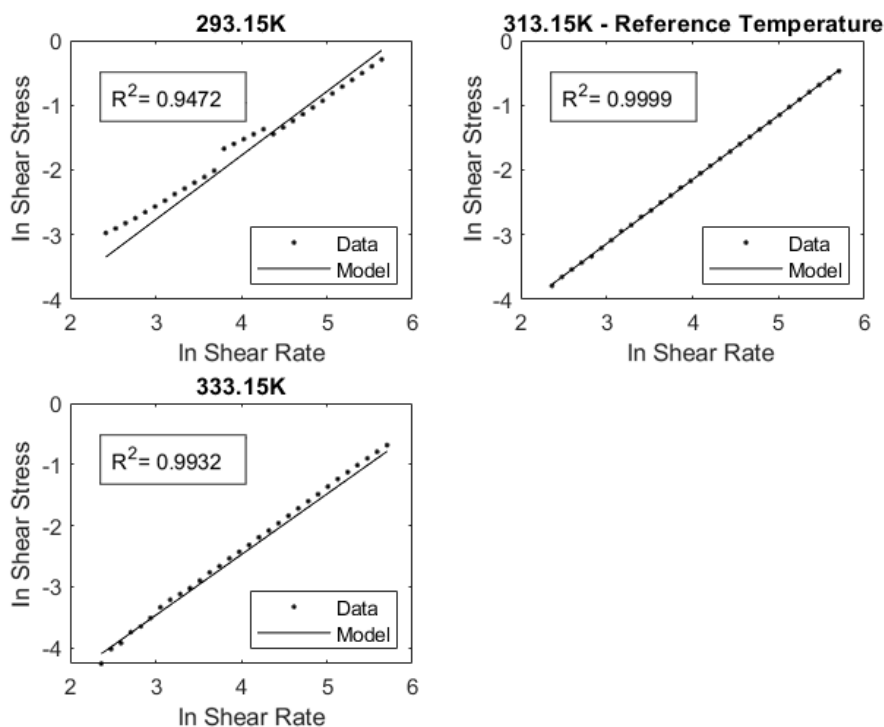 293.15K
0
-1
-2
-3
-4
2 3 4 5 6
ln Shear Stress
ln Shear Rate
R2= 0.9472
Data
Model
313.15K - Reference Temperature
0
-1
-2
-3
-4
2 3 4 5 6
ln Shear Stress
ln Shear Rate
R2= 0.9999
Data
Model
333.15K
0
-1
-2
-3
-4
2 3 4 5 6
ln Shear Stress
ln Shear Rate
R2= 0.9932
Data
Model